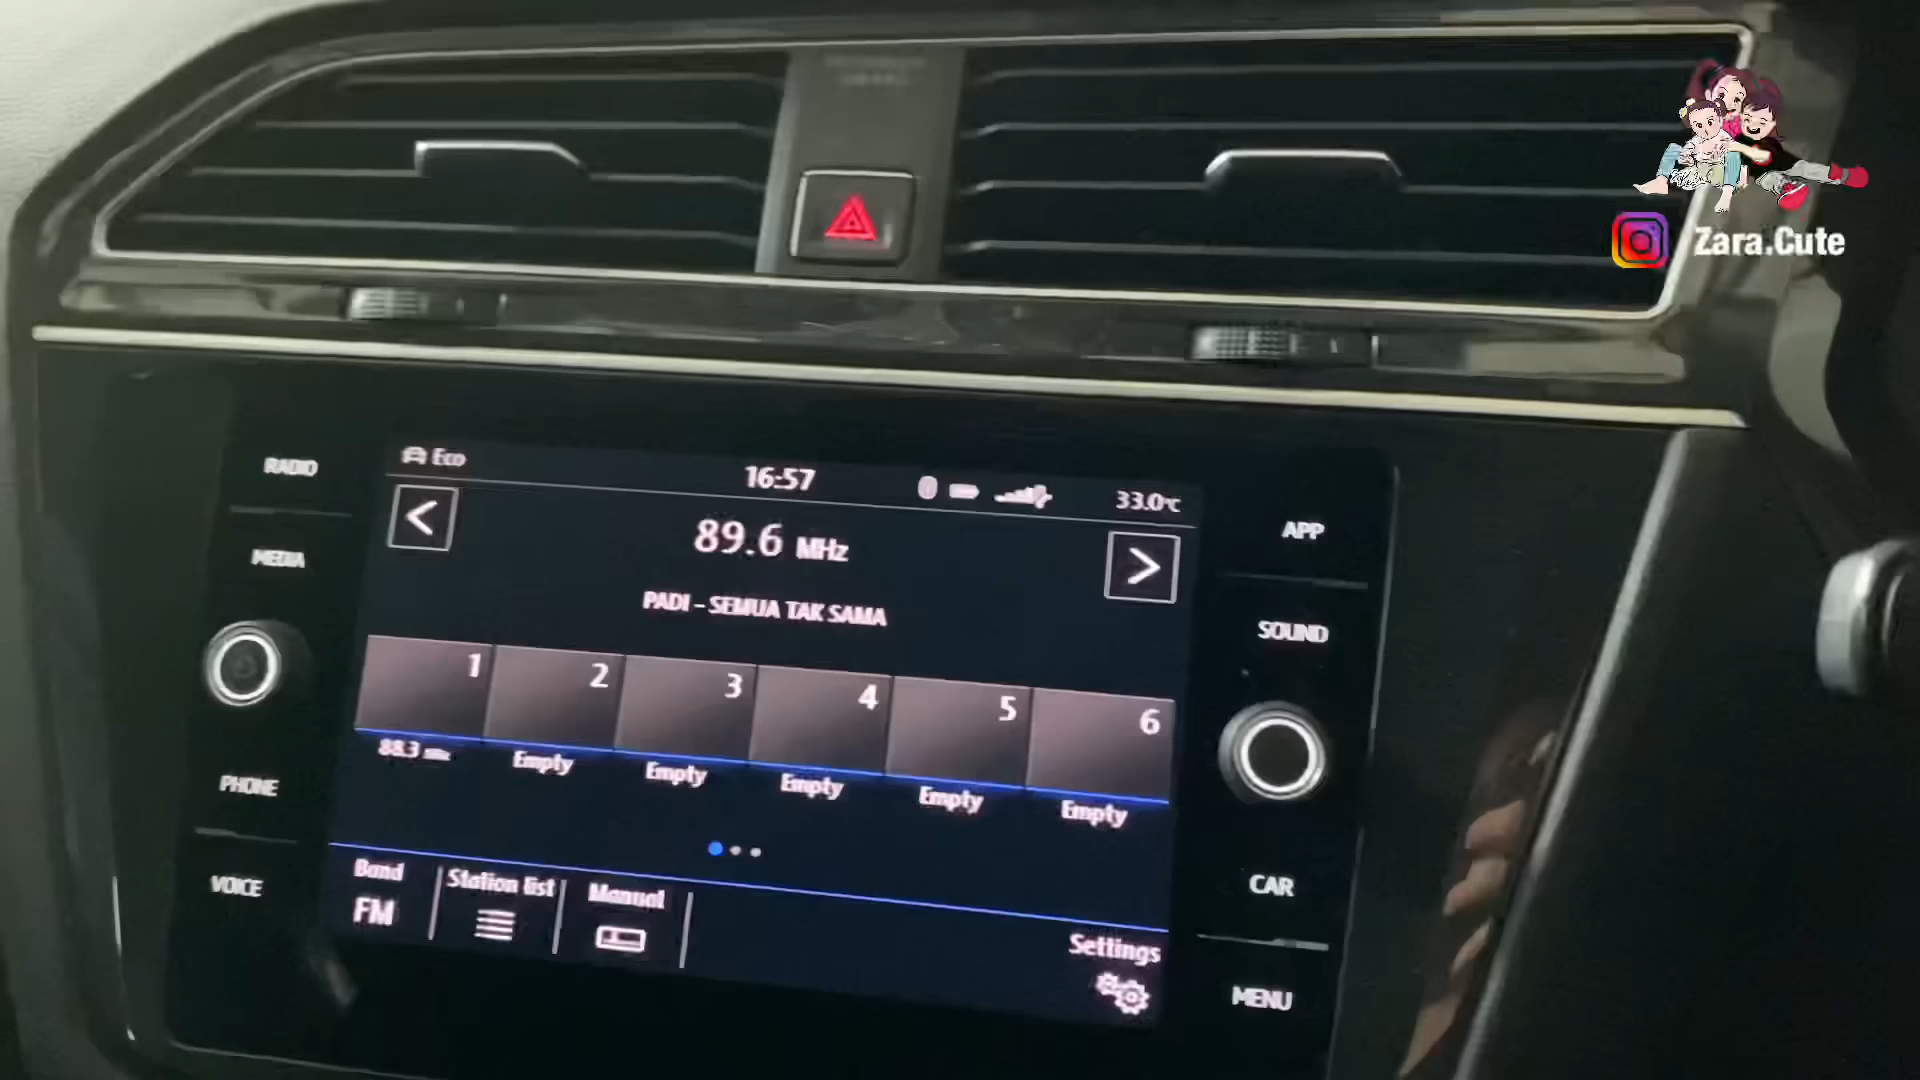 Zara.Cute
RADIO
MEDIA
PHONE
VOICE
Eco
16:57
33.0°C
89.6 MHz
PADI - SEMUA TAK SAMA
1
2
3
4
5
6
88.3 MHz
Empty
Empty
Empty
Empty
Empty
Band
FM
Station list
Manual
Settings
APP
SOUND
CAR
MENU